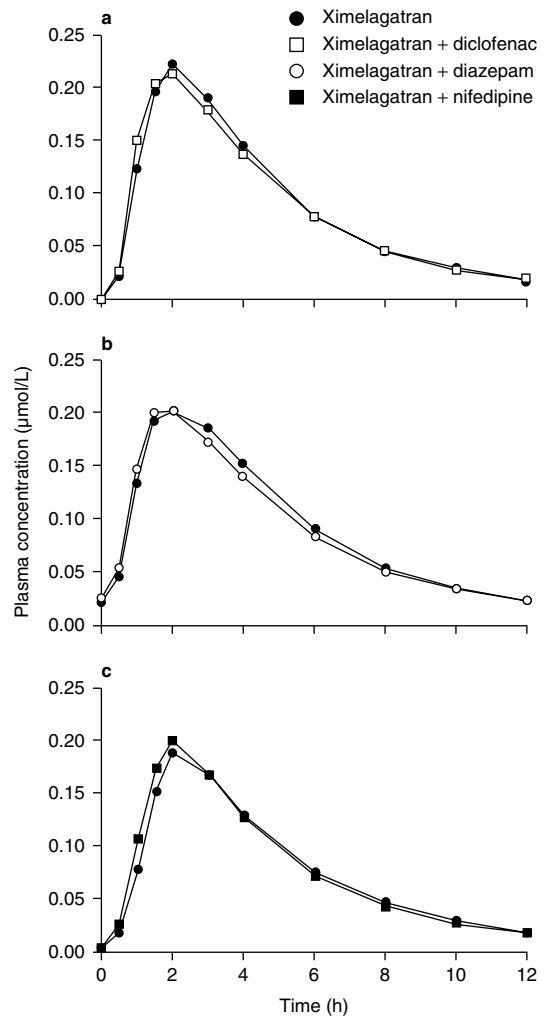 a
Ximelagatran
Ximelagatran + diclofenac
Ximelagatran + diazepam
Ximelagatran + nifedipine
0.25
0.20
0.15
0.10
0.05
0.00
b
0.25
0.20
0.15
0.10
0.05
0.00
Plasma concentration (µmol/L)
c
0.25
0.20
0.15
0.10
0.05
0.00
0 2 4 6 8 10 12
Time (h)